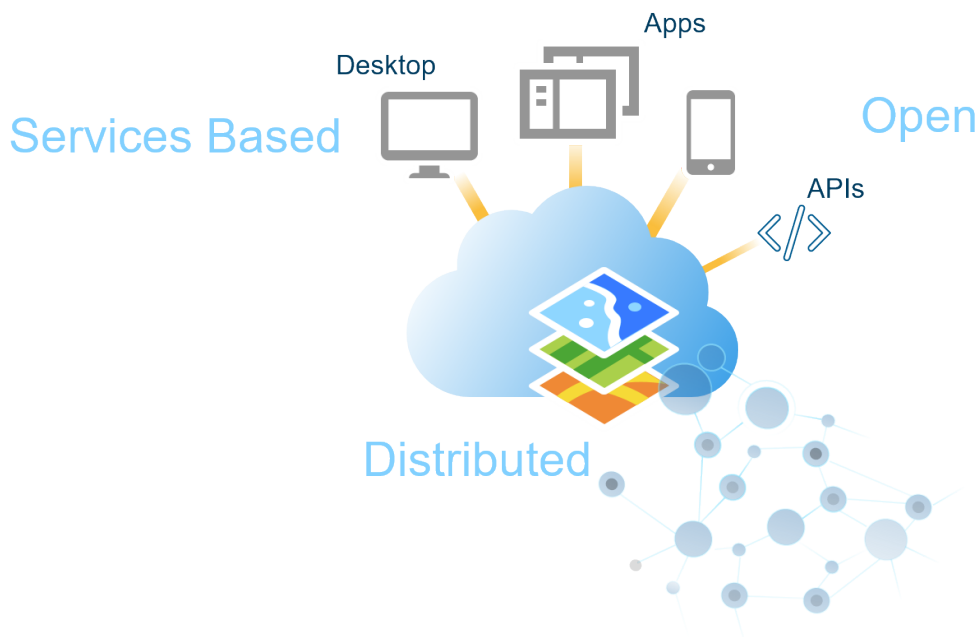 Apps
Desktop
Services Based
Open
APIs
Distributed